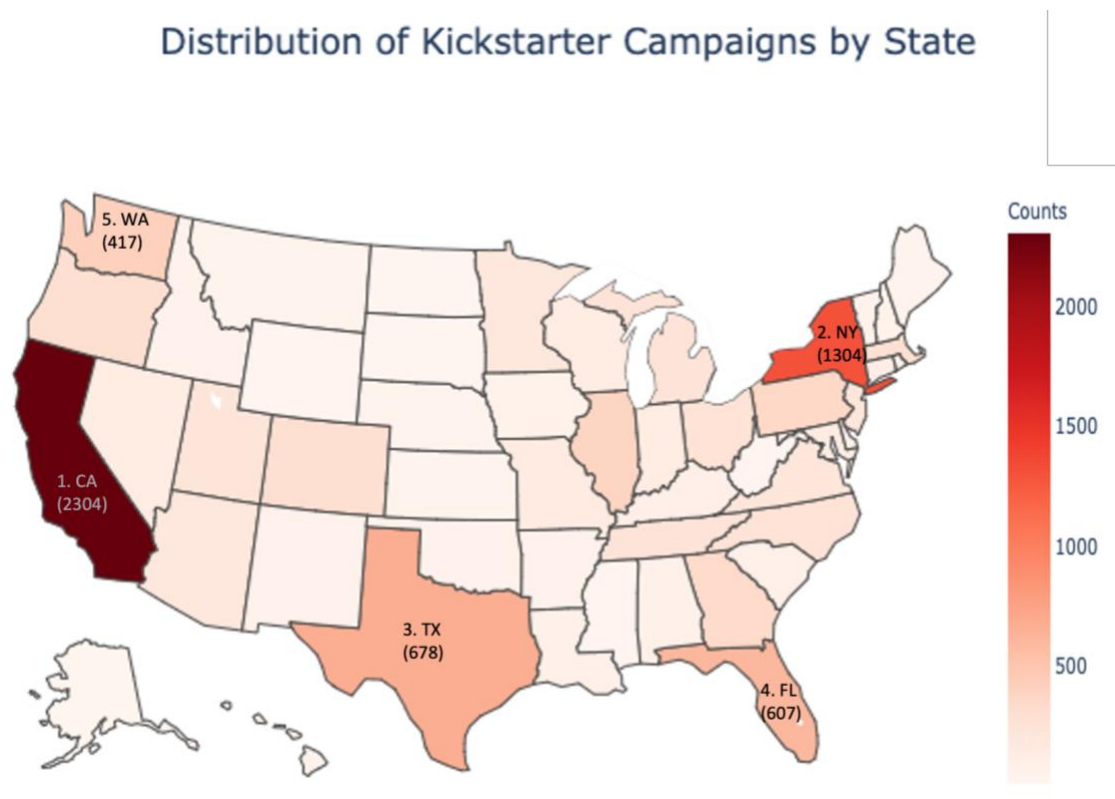 Distribution of Kickstarter Campaigns by State
Counts
2000
1500
1000
500
5. WA
(417)
2. NY
(1304)
1. CA
(2304)
3. TX
(678)
4. FL
(607)